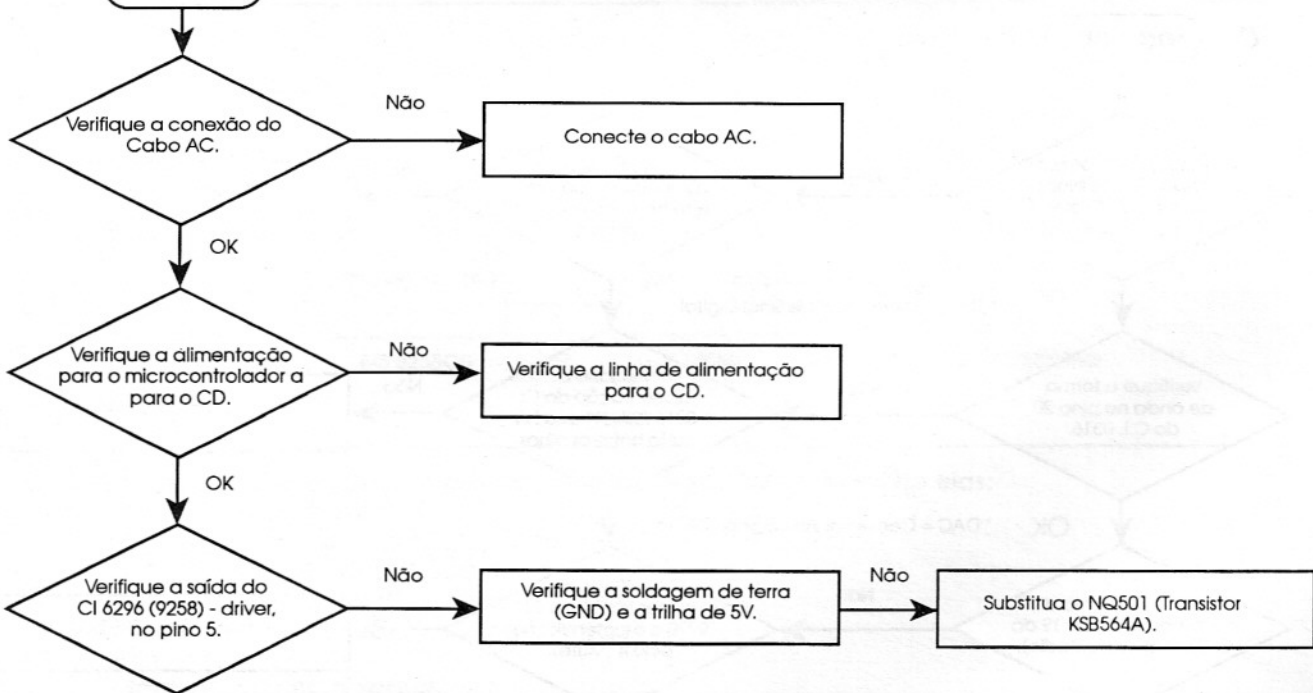 Verifique a conexão do
Cabo AC.
Não
Conecte o cabo AC.
OK
Verifique a alimentação
para o microcontrolador a
para o CD.
Não
Verifique a linha de alimentação
para o CD.
OK
Verifique a saída do
CI 6296 (9258) - driver,
no pino 5.
Não
Verifique a soldagem de terra
(GND) e a trilha de 5V.
Não
Substitua o NQ501 (Transistor
KSB564A).